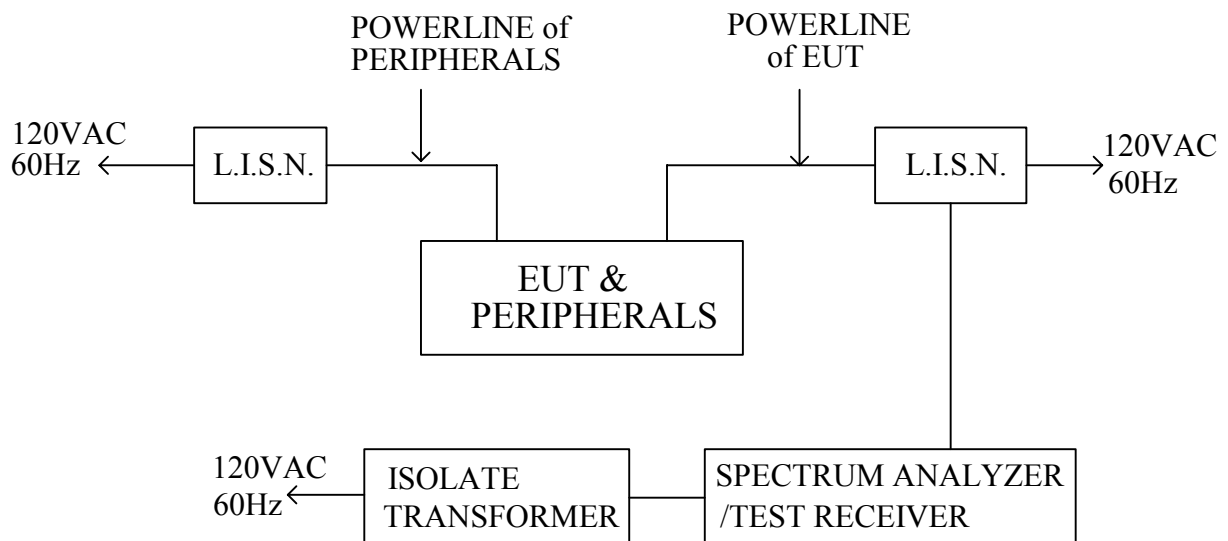 POWERLINE of
PERIPHERALS
POWERLINE
of EUT
120VAC
60Hz
L.I.S.N.
L.I.S.N.
120VAC
60Hz
EUT &
PERIPHERALS
120VAC
60Hz
ISOLATE
TRANSFORMER
SPECTRUM ANALYZER
/TEST RECEIVER